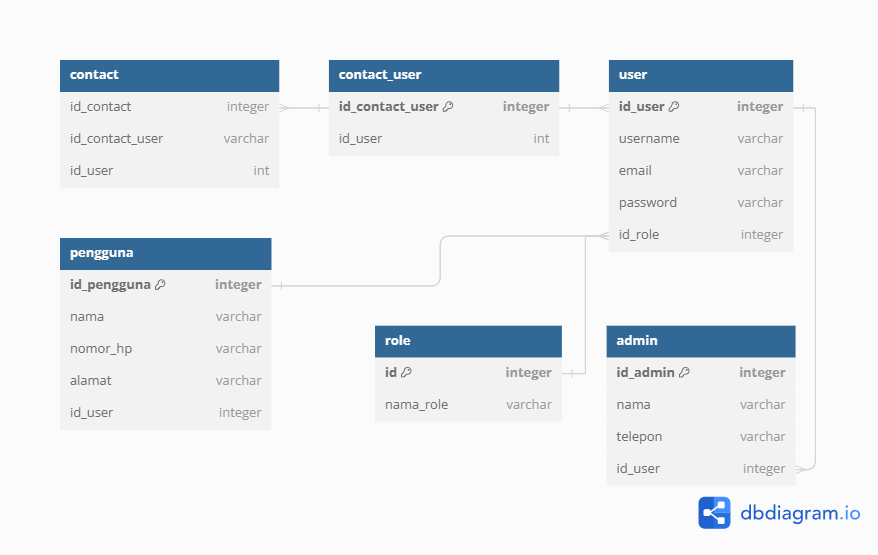 contact
id_contact integer
id_contact_user varchar
id_user int
contact_user
id_contact_user integer
id_user int
user
id_user integer
username varchar
email varchar
password varchar
id_role integer
pengguna
id_pengguna integer
nama varchar
nomor_hp varchar
alamat varchar
id_user integer
role
id integer
nama_role varchar
admin
id_admin integer
nama varchar
telepon varchar
id_user integer
dbdiagram.io